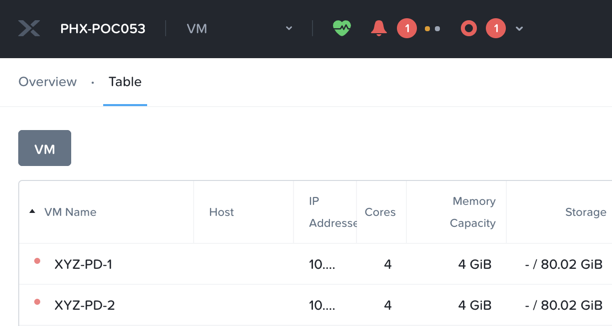 PHX-POC053 VM 1 1
Overview · Table
VM
VM Name Host IP Addresse Cores Memory Capacity Storage
XYZ-PD-1 10.... 4 4 GiB - / 80.02 GiB
XYZ-PD-2 10.... 4 4 GiB - / 80.02 GiB